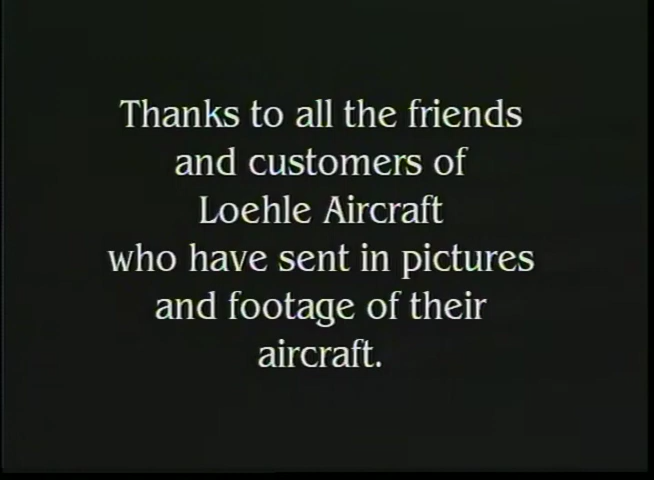 Thanks to all the friends
and customers of
Loehle Aircraft
who have sent in pictures
and footage of their
aircraft.